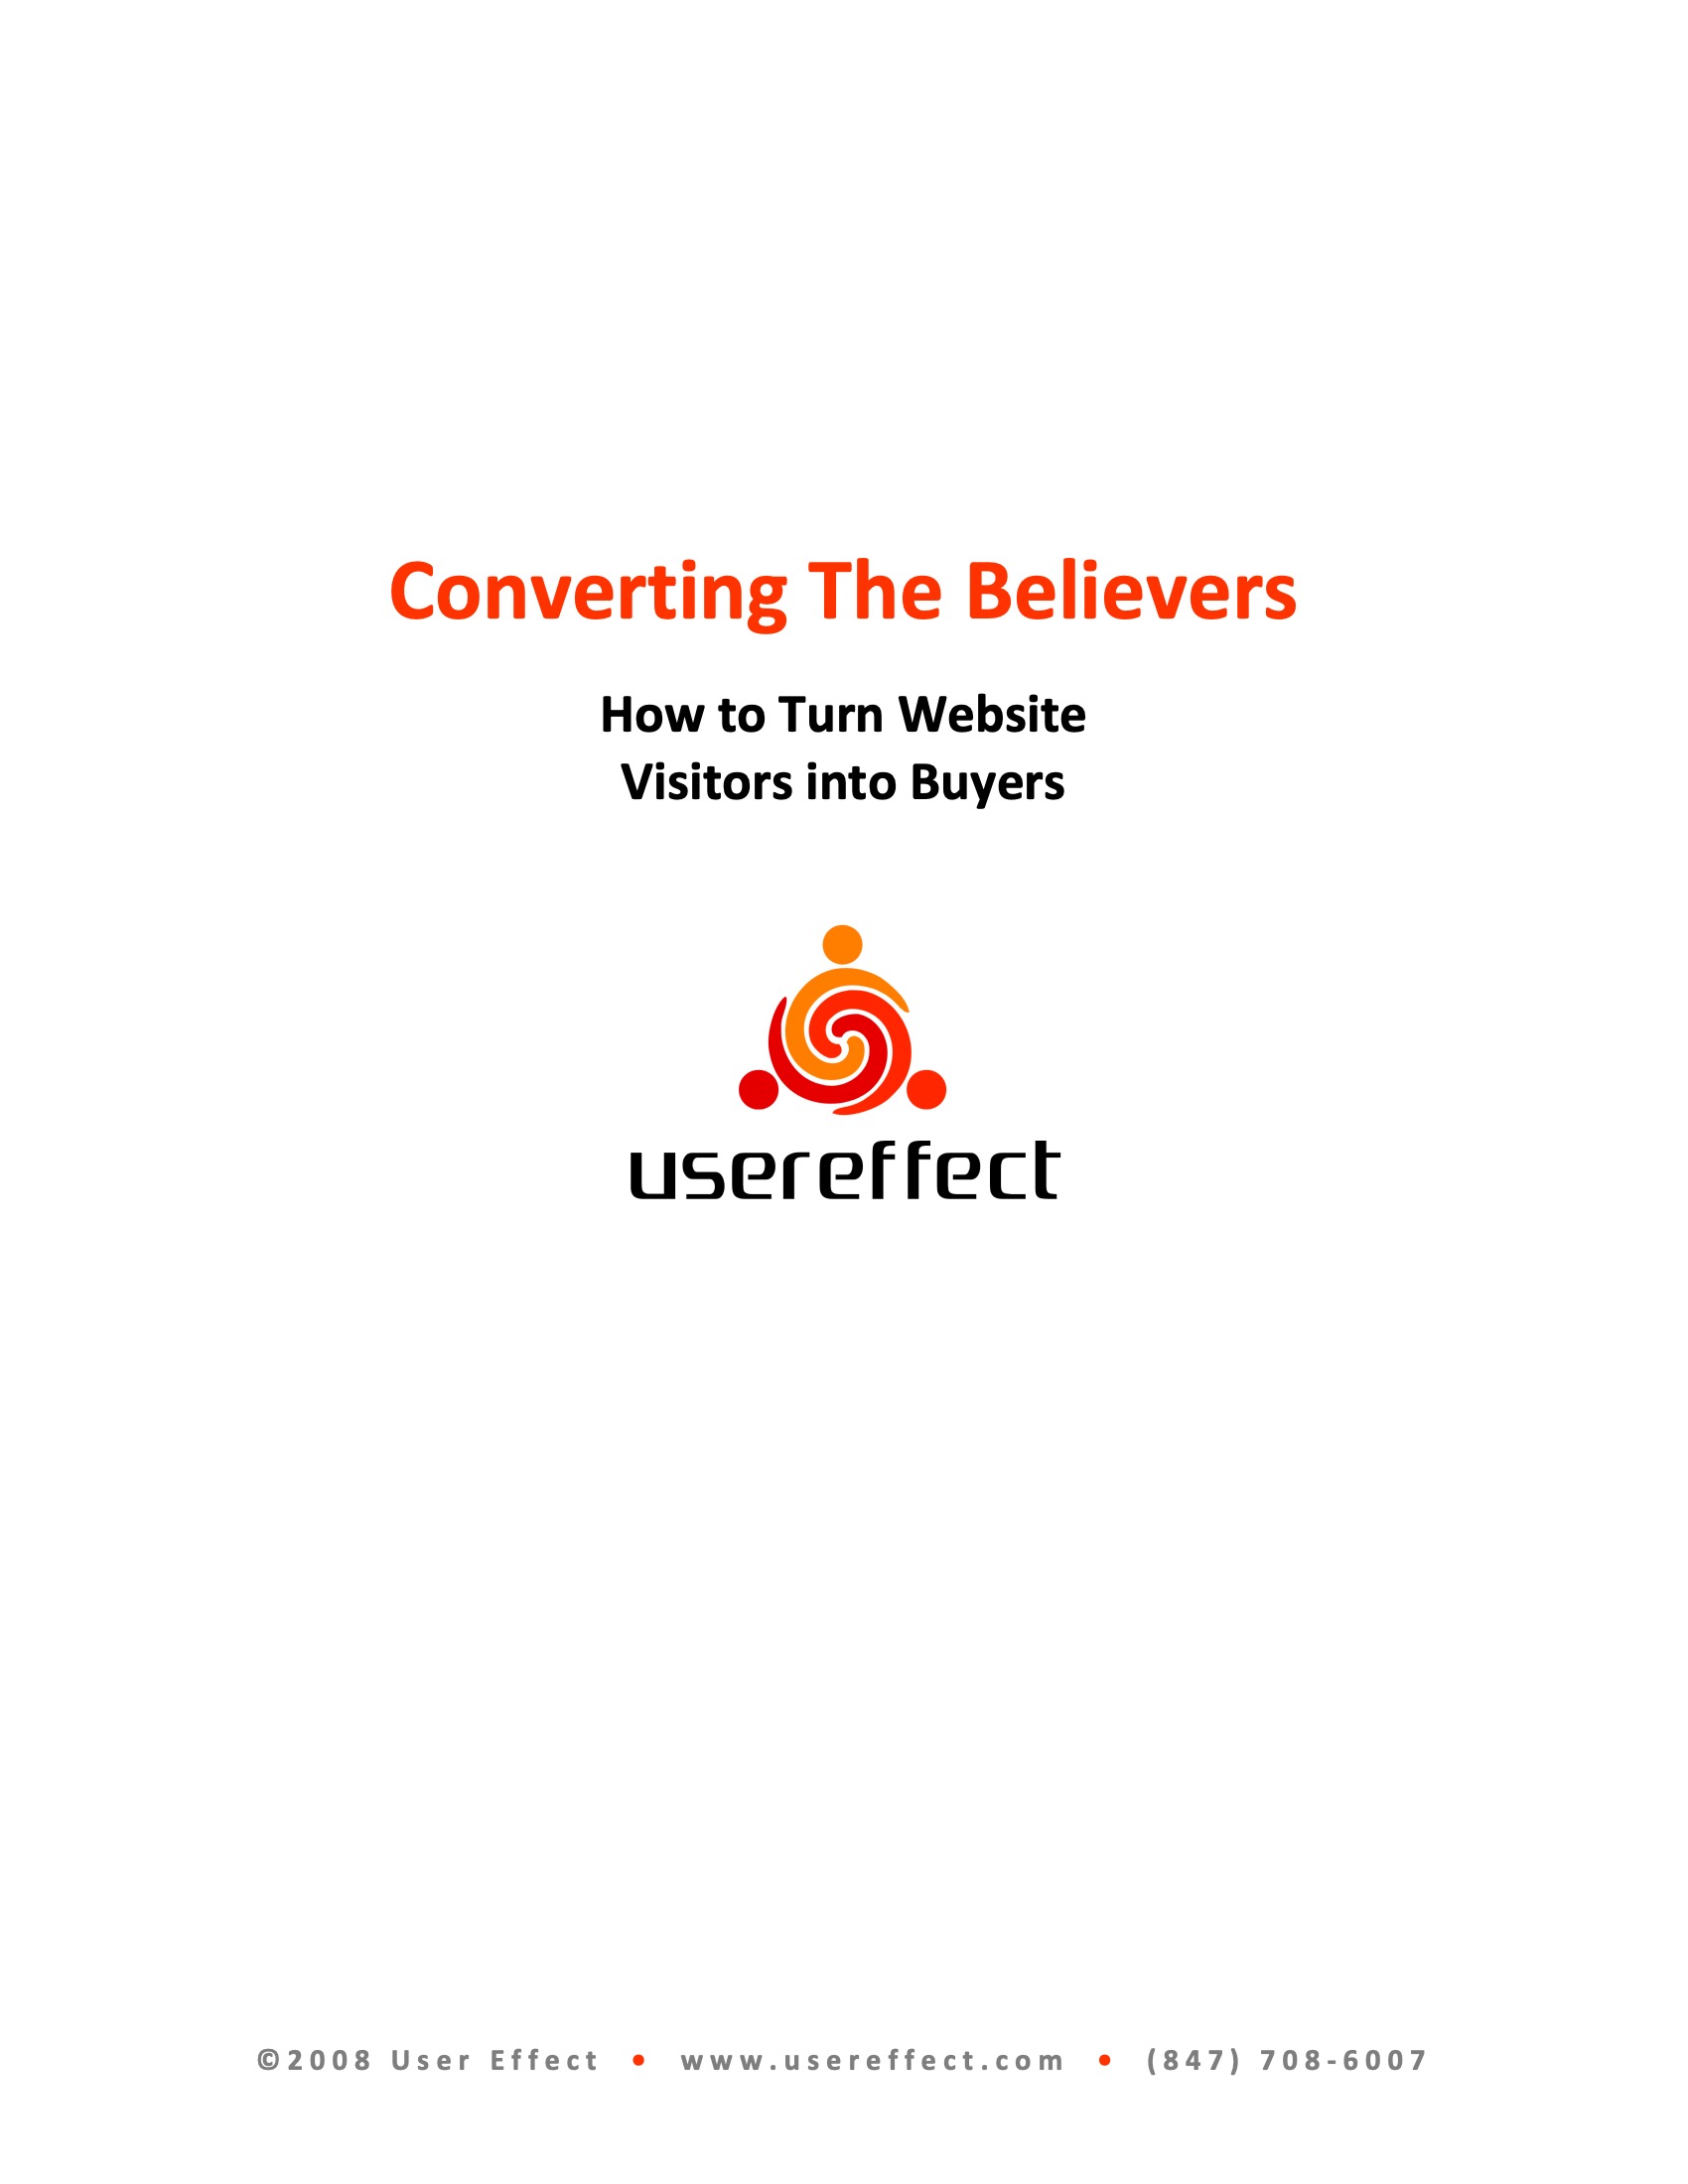 Converting The Believers
How to Turn Website
Visitors into Buyers
usereffect
©2008 User Effect • www.usereffect.com • (847) 708-6007